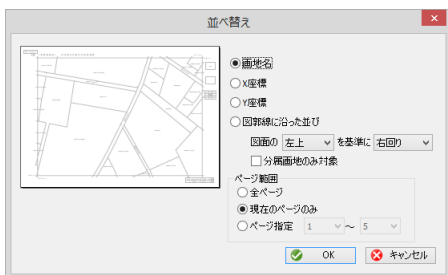 並べ替え
画地名
X座標
Y座標
図郭線に沿った並び
図面の 左上 を基準に 右回り
分属画地のみ対象
ページ範囲
全ページ
現在のページのみ
ページ指定 1 ～ 5
OK キャンセル